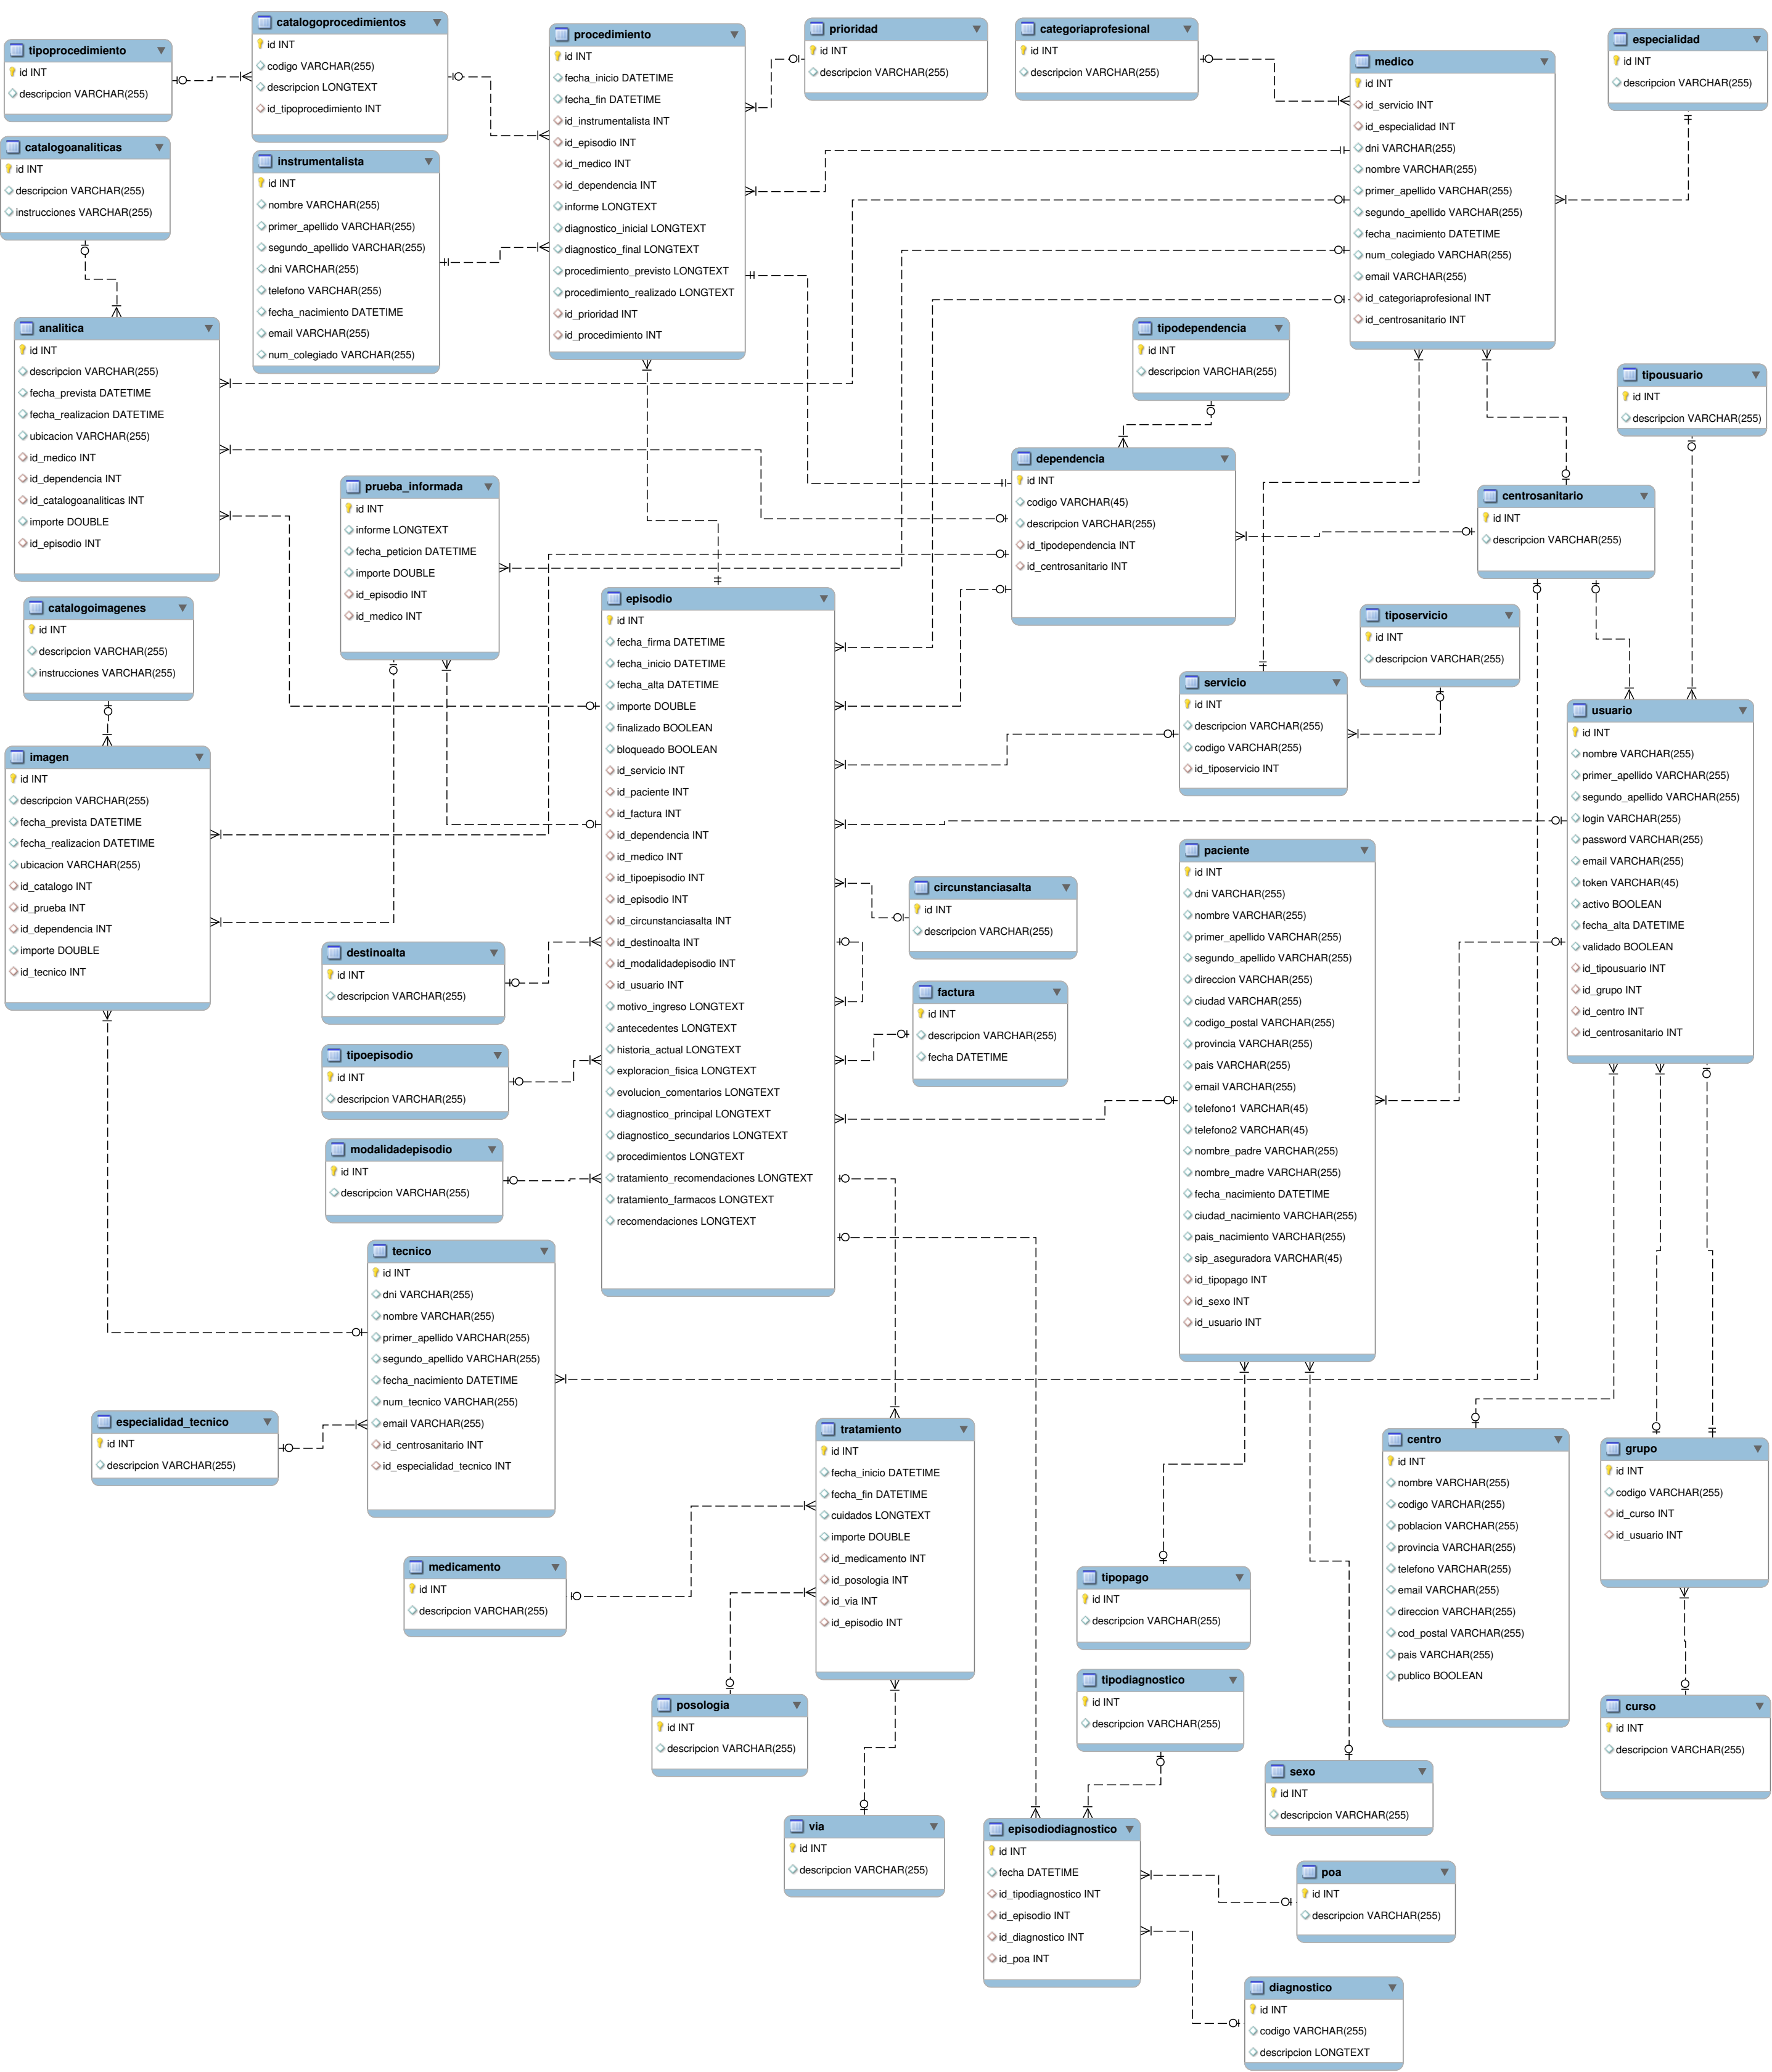 tipoprocedimiento
id INT
descripcion VARCHAR(255)
catalogoprocedimientos
id INT
codigo VARCHAR(255)
descripcion LONGTEXT
id_tipoprocedimiento INT
procedimiento
id INT
fecha_inicio DATETIME
fecha_fin DATETIME
id_instrumentalista INT
id_episodio INT
id_medico INT
id_dependencia INT
informe LONGTEXT
diagnostico_inicial LONGTEXT
diagnostico_final LONGTEXT
procedimiento_previsto LONGTEXT
procedimiento_realizado LONGTEXT
id_prioridad INT
id_procedimiento INT
prioridad
id INT
descripcion VARCHAR(255)
categoriaprofesional
id INT
descripcion VARCHAR(255)
medico
id INT
id_servicio INT
id_especialidad INT
dni VARCHAR(255)
nombre VARCHAR(255)
primer_apellido VARCHAR(255)
segundo_apellido VARCHAR(255)
fecha_nacimiento DATETIME
num_colegiado VARCHAR(255)
email VARCHAR(255)
id_categoriaprofesional INT
id_centrosanitario INT
especialidad
id INT
descripcion VARCHAR(255)
catalogoanaliticas
id INT
descripcion VARCHAR(255)
instrucciones VARCHAR(255)
instrumentalista
id INT
nombre VARCHAR(255)
primer_apellido VARCHAR(255)
segundo_apellido VARCHAR(255)
dni VARCHAR(255)
telefono VARCHAR(255)
fecha_nacimiento DATETIME
email VARCHAR(255)
num_colegiado VARCHAR(255)
analitica
id INT
descripcion VARCHAR(255)
fecha_prevista DATETIME
fecha_realizacion DATETIME
ubicacion VARCHAR(255)
id_medico INT
id_dependencia INT
id_catalogoanaliticas INT
importe DOUBLE
id_episodio INT
tipodependencia
id INT
descripcion VARCHAR(255)
tipousuario
id INT
descripcion VARCHAR(255)
prueba_informada
id INT
informe LONGTEXT
fecha_peticion DATETIME
importe DOUBLE
id_episodio INT
id_medico INT
dependencia
id INT
codigo VARCHAR(45)
descripcion VARCHAR(255)
id_tipodependencia INT
id_centrosanitario INT
centrosanitario
id INT
descripcion VARCHAR(255)
catalogoimagenes
id INT
descripcion VARCHAR(255)
instrucciones VARCHAR(255)
episodio
id INT
fecha_firma DATETIME
fecha_inicio DATETIME
fecha_alta DATETIME
importe DOUBLE
finalizado BOOLEAN
bloqueado BOOLEAN
id_servicio INT
id_paciente INT
id_factura INT
id_dependencia INT
id_medico INT
id_tipoepisodio INT
id_episodio INT
id_circunstanciasalta INT
id_destinoalta INT
id_modalidadepisodio INT
id_usuario INT
motivo_ingreso LONGTEXT
antecedentes LONGTEXT
historia_actual LONGTEXT
exploracion_fisica LONGTEXT
evolucion_comentarios LONGTEXT
diagnostico_principal LONGTEXT
diagnostico_secundarios LONGTEXT
procedimientos LONGTEXT
tratamiento_recomendaciones LONGTEXT
tratamiento_farmacos LONGTEXT
recomendaciones LONGTEXT
tiposervicio
id INT
descripcion VARCHAR(255)
servicio
id INT
descripcion VARCHAR(255)
codigo VARCHAR(255)
id_tiposervicio INT
usuario
id INT
nombre VARCHAR(255)
primer_apellido VARCHAR(255)
segundo_apellido VARCHAR(255)
login VARCHAR(255)
password VARCHAR(255)
email VARCHAR(255)
token VARCHAR(45)
activo BOOLEAN
fecha_alta DATETIME
validado BOOLEAN
id_tipousuario INT
id_grupo INT
id_centro INT
id_centrosanitario INT
imagen
id INT
descripcion VARCHAR(255)
fecha_prevista DATETIME
fecha_realizacion DATETIME
ubicacion VARCHAR(255)
id_catalogo INT
id_prueba INT
id_dependencia INT
importe DOUBLE
id_tecnico INT
paciente
id INT
dni VARCHAR(255)
nombre VARCHAR(255)
primer_apellido VARCHAR(255)
segundo_apellido VARCHAR(255)
direccion VARCHAR(255)
ciudad VARCHAR(255)
codigo_postal VARCHAR(255)
provincia VARCHAR(255)
pais VARCHAR(255)
email VARCHAR(255)
telefono1 VARCHAR(45)
telefono2 VARCHAR(45)
nombre_padre VARCHAR(255)
nombre_madre VARCHAR(255)
fecha_nacimiento DATETIME
ciudad_nacimiento VARCHAR(255)
pais_nacimiento VARCHAR(255)
sip_aseguradora VARCHAR(45)
id_tipopago INT
id_sexo INT
id_usuario INT
circunstanciasalta
id INT
descripcion VARCHAR(255)
destinoalta
id INT
descripcion VARCHAR(255)
factura
id INT
descripcion VARCHAR(255)
fecha DATETIME
tipoepisodio
id INT
descripcion VARCHAR(255)
modalidadepisodio
id INT
descripcion VARCHAR(255)
tecnico
id INT
dni VARCHAR(255)
nombre VARCHAR(255)
primer_apellido VARCHAR(255)
segundo_apellido VARCHAR(255)
fecha_nacimiento DATETIME
num_tecnico VARCHAR(255)
email VARCHAR(255)
id_centrosanitario INT
id_especialidad_tecnico INT
especialidad_tecnico
id INT
descripcion VARCHAR(255)
tratamiento
id INT
fecha_inicio DATETIME
fecha_fin DATETIME
cuidados LONGTEXT
importe DOUBLE
id_medicamento INT
id_posologia INT
id_via INT
id_episodio INT
centro
id INT
nombre VARCHAR(255)
codigo VARCHAR(255)
poblacion VARCHAR(255)
provincia VARCHAR(255)
telefono VARCHAR(255)
email VARCHAR(255)
direccion VARCHAR(255)
cod_postal VARCHAR(255)
pais VARCHAR(255)
publico BOOLEAN
grupo
id INT
codigo VARCHAR(255)
id_curso INT
id_usuario INT
medicamento
id INT
descripcion VARCHAR(255)
tipopago
id INT
descripcion VARCHAR(255)
tipodiagnostico
id INT
descripcion VARCHAR(255)
posologia
id INT
descripcion VARCHAR(255)
curso
id INT
descripcion VARCHAR(255)
sexo
id INT
descripcion VARCHAR(255)
via
id INT
descripcion VARCHAR(255)
episodiodiagnostico
id INT
fecha DATETIME
id_tipodiagnostico INT
id_episodio INT
id_diagnostico INT
id_poa INT
poa
id INT
descripcion VARCHAR(255)
diagnostico
id INT
codigo VARCHAR(255)
descripcion LONGTEXT